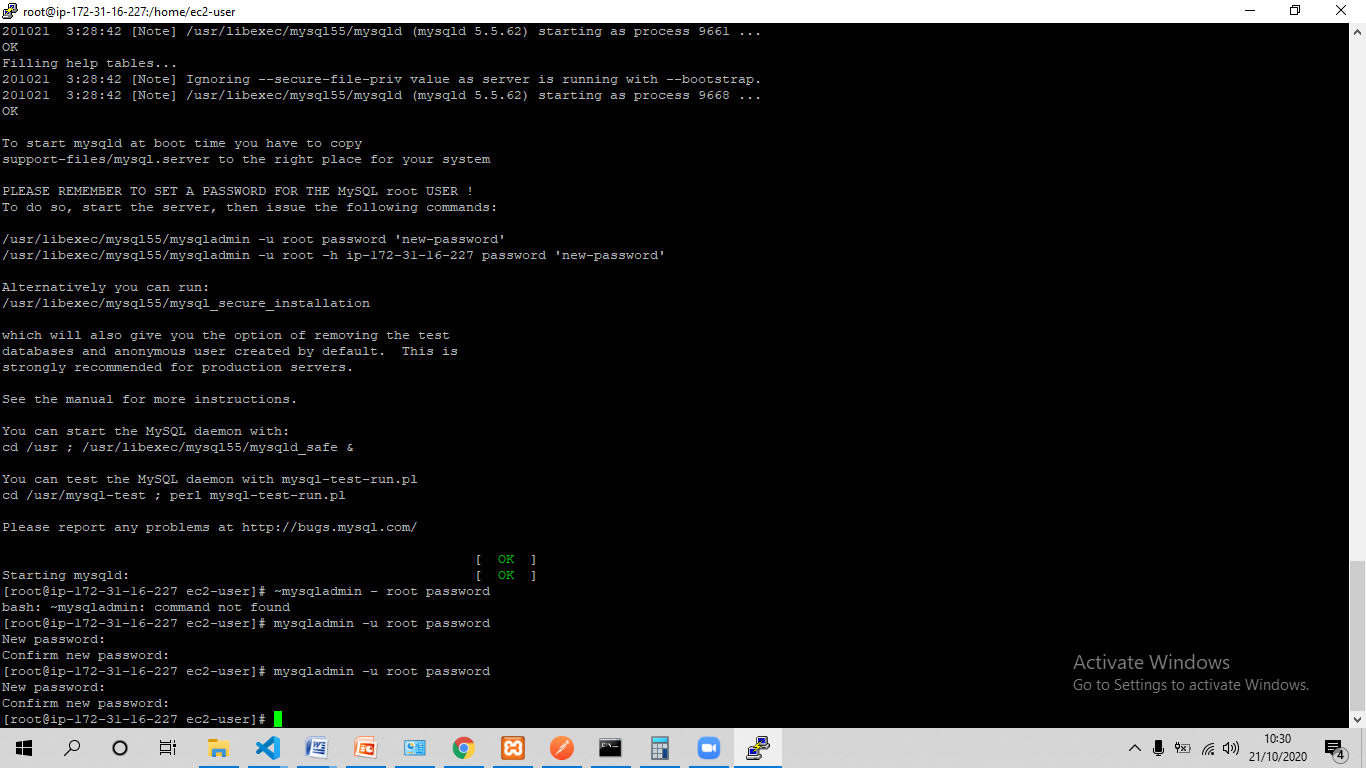 root@ip-172-31-16-227:/home/ec2-user
201021  3:28:42 [Note] /usr/libexec/mysql55/mysqld (mysqld 5.5.62) starting as process 9661 ...
OK
Filling help tables...
201021  3:28:42 [Note] Ignoring --secure-file-priv value as server is running with --bootstrap.
201021  3:28:42 [Note] /usr/libexec/mysql55/mysqld (mysqld 5.5.62) starting as process 9668 ...
OK
To start mysqld at boot time you have to copy
support-files/mysql.server to the right place for your system
PLEASE REMEMBER TO SET A PASSWORD FOR THE MySQL root USER !
To do so, start the server, then issue the following commands:
/usr/libexec/mysql55/mysqladmin -u root password 'new-password'
/usr/libexec/mysql55/mysqladmin -u root -h ip-172-31-16-227 password 'new-password'
Alternatively you can run:
/usr/libexec/mysql55/mysql_secure_installation
which will also give you the option of removing the test
databases and anonymous user created by default.  This is
strongly recommended for production servers.
See the manual for more instructions.
You can start the MySQL daemon with:
cd /usr ; /usr/libexec/mysql55/mysqld_safe &
You can test the MySQL daemon with mysql-test-run.pl
cd /usr/mysql-test ; perl mysql-test-run.pl
Please report any problems at http://bugs.mysql.com/
[  OK  ]
Starting mysqld:                                           [  OK  ]
[root@ip-172-31-16-227 ec2-user]# ~mysqladmin - root password
bash: ~mysqladmin: command not found
[root@ip-172-31-16-227 ec2-user]# mysqladmin -u root password
New password:
Confirm new password:
[root@ip-172-31-16-227 ec2-user]# mysqladmin -u root password
New password:
Confirm new password:
[root@ip-172-31-16-227 ec2-user]#
Activate Windows
Go to Settings to activate Windows.
10:30
21/10/2020
4